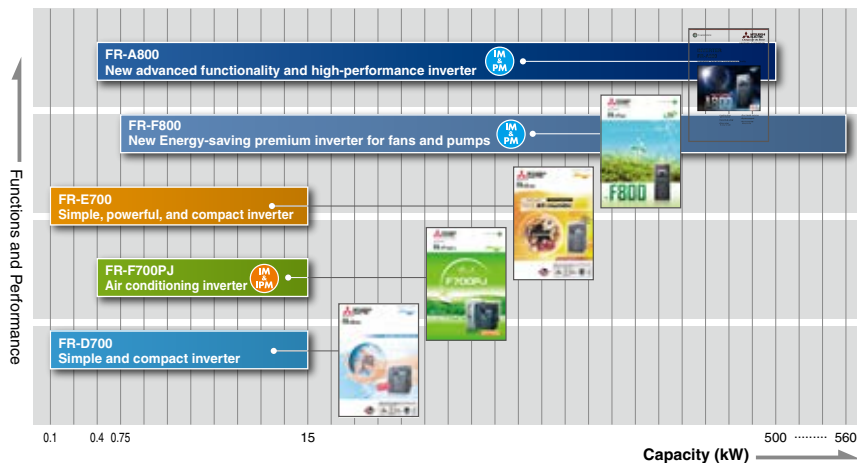 Functions and Performance
FR-A800
New advanced functionality and high-performance inverter
IM
&
PM
A800
FR-F800
New Energy-saving premium inverter for fans and pumps
IM
&
PM
F800
FR-E700
Simple, powerful, and compact inverter
FR-F700PJ
Air conditioning inverter
IM
&
IPM
F700PJ
FR-D700
Simple and compact inverter
0.1 0.4 0.75 15 500 ········· 560
Capacity (kW)